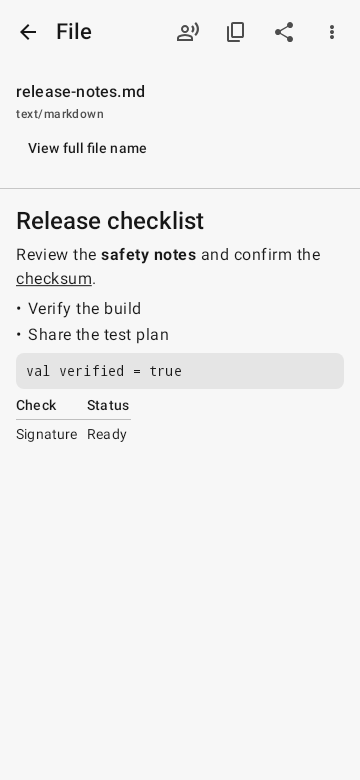 File
release-notes.md
text/markdown
View full file name
Release checklist
Review the safety notes and confirm the
checksum.
• Verify the build
• Share the test plan
val verified = true
Check Status
Signature Ready